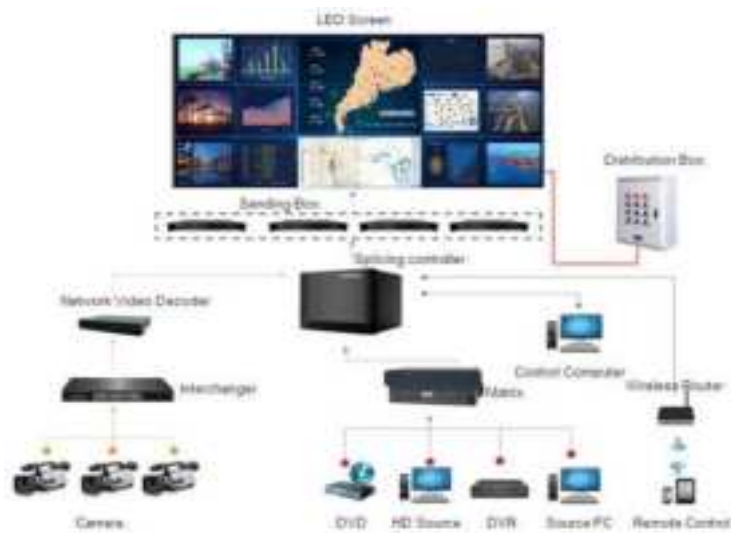 LED Screen
Distribution Box
Sending Box
Splicing controller
Network Video Decoder
Control Computer
Interchanger
Matrix
Wireless Router
Camera
DVD
HD Source
DVR
Source PC
Remote Control